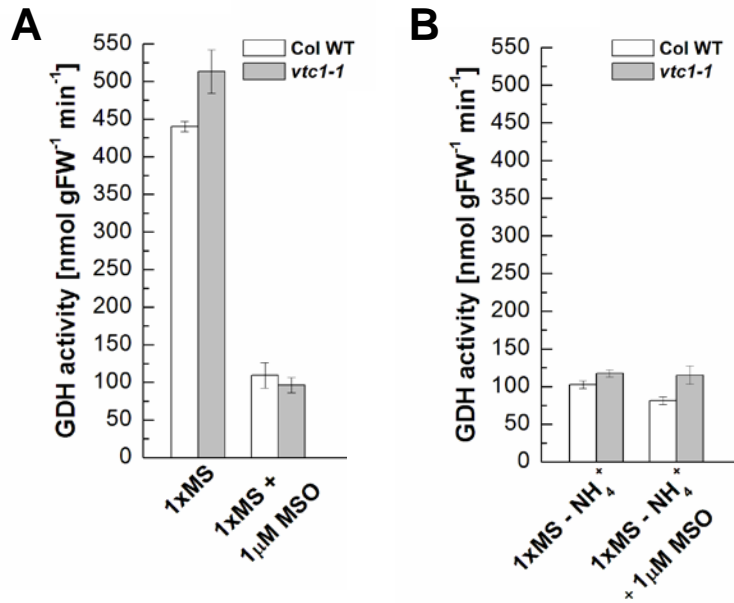 A
GDH activity [nmol gFW⁻¹ min⁻¹]
550
500
450
400
350
300
250
200
150
100
50
0
Col WT
vtc1-1
1xMS
1xMS +
1µM MSO
B
GDH activity [nmol gFW⁻¹ min⁻¹]
550
500
450
400
350
300
250
200
150
100
50
0
Col WT
vtc1-1
1xMS - NH₄⁺
1xMS - NH₄⁺
+ 1µM MSO